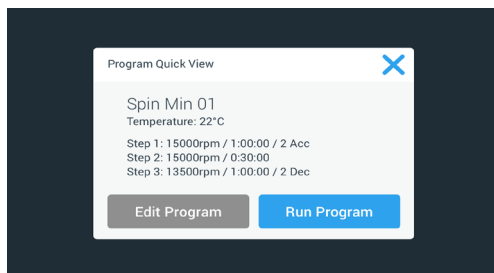 Program Quick View
Spin Min 01
Temperature: 22°C
Step 1: 15000rpm / 1:00:00 / 2 Acc
Step 2: 15000rpm / 0:30:00
Step 3: 13500rpm / 1:00:00 / 2 Dec
Edit Program
Run Program